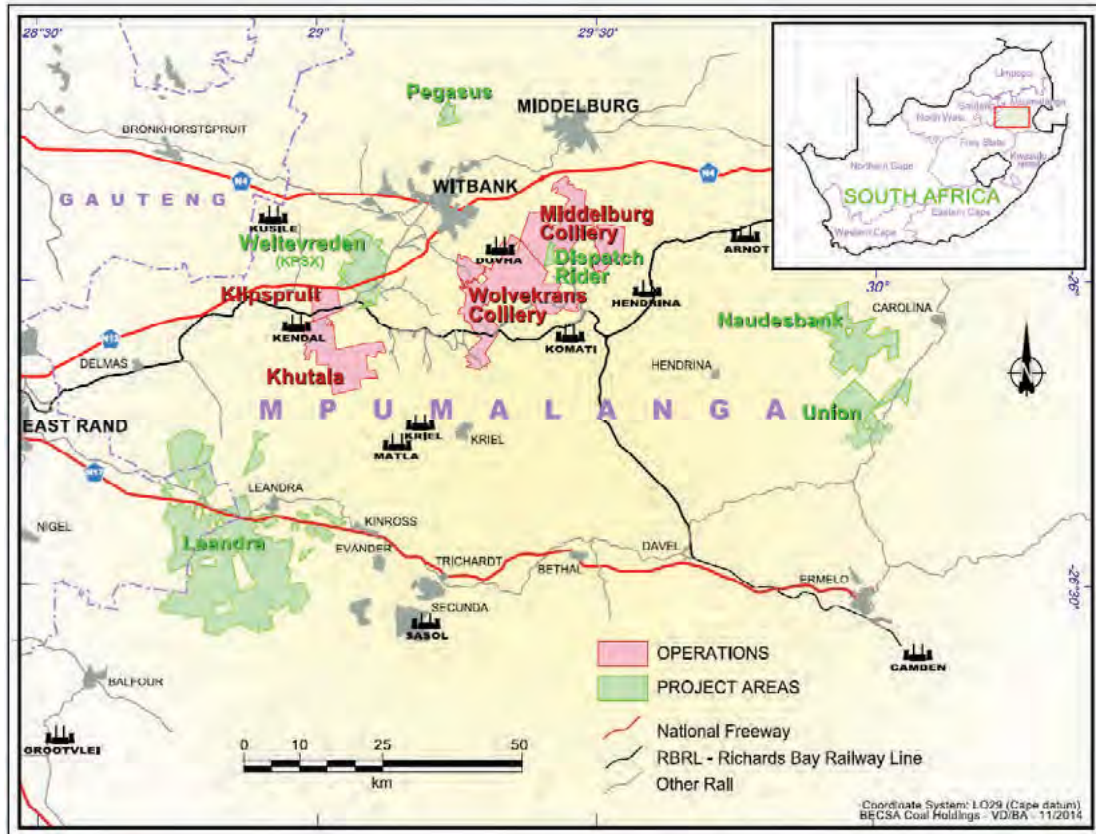 28°30'
29°
29°30'
Pegasus
MIDDELBURG
BRONKHORSTSPRUIT
N4
N4
WITBANK
GAUTENG
KUSILE
Weltevreden
(KPSX)
Middelburg
Colliery
DUVHA
Dispatch
Rider
ARNOT
HENDRINA
Klipspruit
Wolvekrans
Colliery
KENDAL
KOMATI
N12
DELMAS
Khutala
HENDRINA
Naudesbank
CAROLINA
30°
-26°
MPUMALANGA
Union
EAST RAND
KRIEL
KRIEL
MATLA
N17
LEANDRA
NIGEL
Leandra
KINROSS
EVANDER
TRICHARDT
BETHAL
DAVEL
ERMELO
-26°30'
SECUNDA
SASOL
CAMDEN
BALFOUR
GROOTVLEI
Limpopo
Gauteng
Mpumalanga
North West
Free State
Kwazulu
Northern Cape
SOUTH AFRICA
Eastern Cape
Western Cape
N
OPERATIONS
PROJECT AREAS
National Freeway
RBRL - Richards Bay Railway Line
Other Rail
0 10 25 50
km
Coordinate System: LO29 (Cape datum)
BECSA Coal Holdings - VD/BA - 11/2014